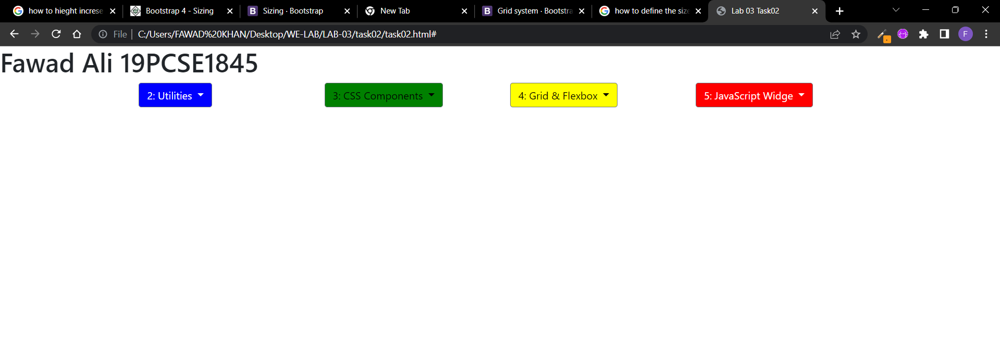 how to hieght increse
Bootstrap 4 - Sizing
Sizing · Bootstrap
New Tab
Grid system · Bootstra
how to define the size
Lab 03 Task02
File
C:/Users/FAWAD%20KHAN/Desktop/WE-LAB/LAB-03/task02/task02.html#
F
Fawad Ali 19PCSE1845
2: Utilities
3: CSS Components
4: Grid & Flexbox
5: JavaScript Widge